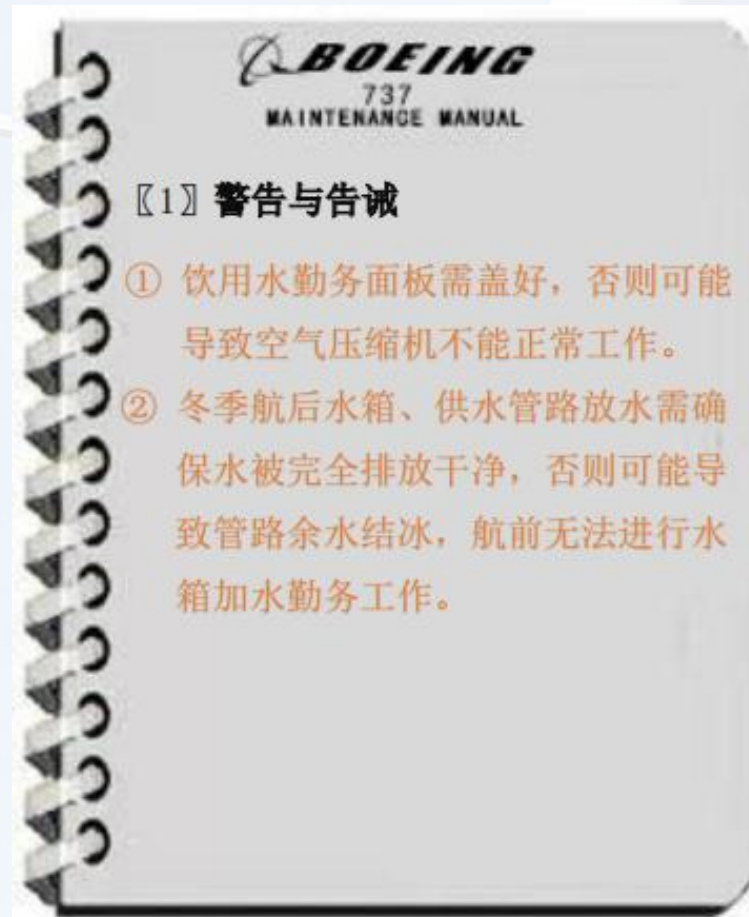 BOEING
737
MAINTENANCE MANUAL
〖1〗警告与告诫
① 饮用水勤务面板需盖好，否则可能
导致空气压缩机不能正常工作。
② 冬季航后水箱、供水管路放水需确
保水被完全排放干净，否则可能导
致管路余水结冰，航前无法进行水
箱加水勤务工作。